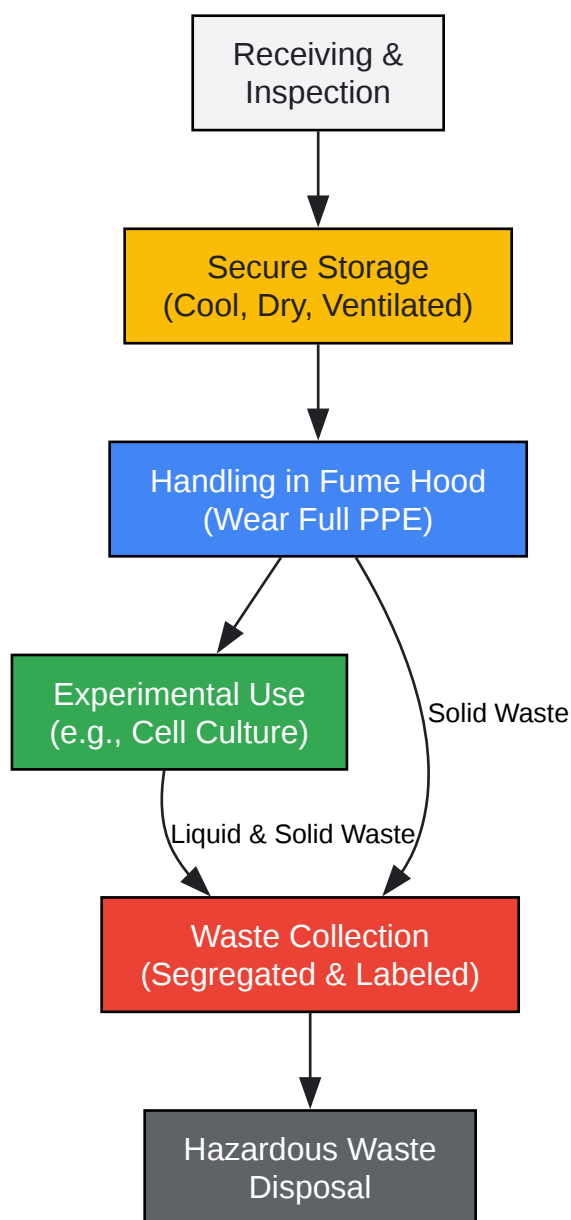 Receiving &
Inspection
Secure Storage
(Cool, Dry, Ventilated)
Handling in Fume Hood
(Wear Full PPE)
Experimental Use
(e.g., Cell Culture)
Solid Waste
Liquid & Solid Waste
Waste Collection
(Segregated & Labeled)
Hazardous Waste
Disposal